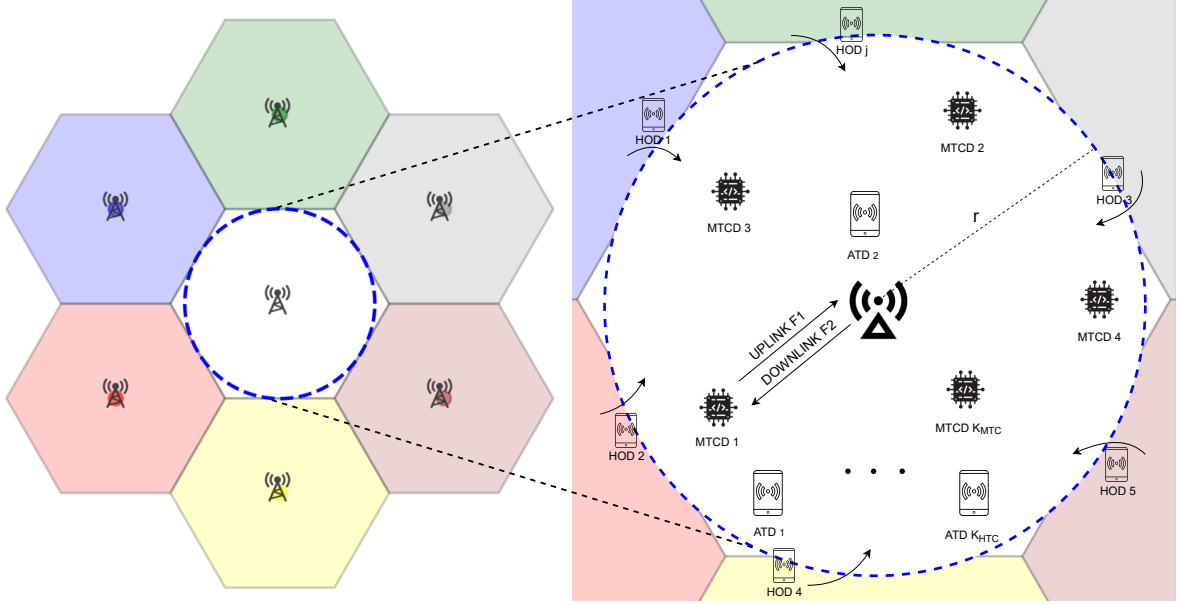 HOD j
HOD 1
MTCD 2
HOD 3
MTCD 3
r
ATD 2
UPLINK F1
DOWNLINK F2
MTCD 4
MTCD 1
MTCD KMTC
HOD 2
HOD 5
. . .
ATD 1
ATD KHTC
HOD 4